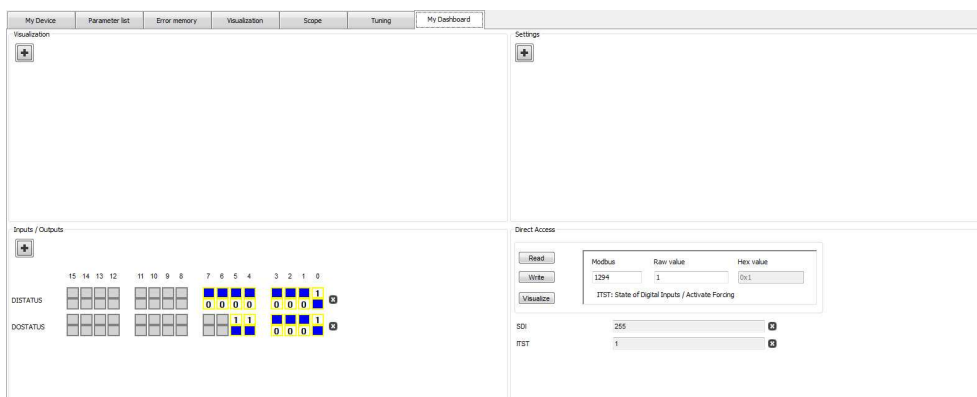 My Device Parameter list Error memory Visualization Scope Tuning My Dashboard
Visualization
Settings
Inputs / Outputs
15 14 13 12 11 10 9 8 7 6 5 4 3 2 1 0
DISTATUS
1
0 0 0 0 0 0 0
DOSTATUS
1 1 1
0 0 0
Direct Access
Read
Write
Visualize
Modbus Raw value Hex value
1294 1 0x1
ITST: State of Digital Inputs / Activate Forcing
SDI 255
ITST 1